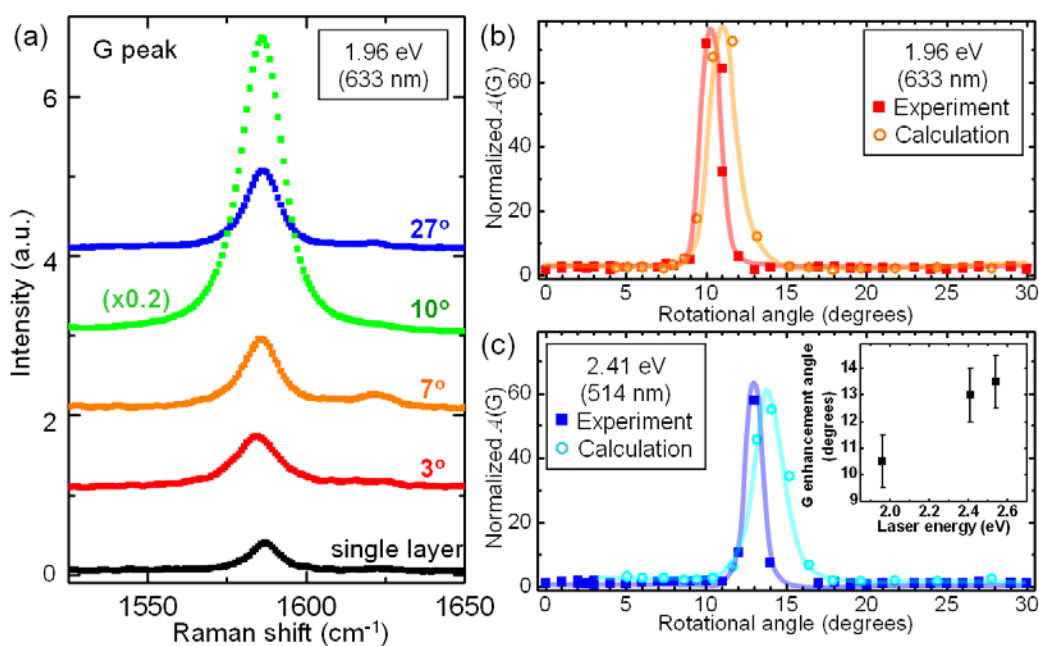 (a)
G peak
1.96 eV
(633 nm)
6
4
2
0
Intensity (a.u.)
27°
(x0.2)
10°
7°
3°
single layer
1550
1600
1650
Raman shift (cm⁻¹)
(b)
80
60
40
20
0
Normalized A(G)
1.96 eV
(633 nm)
Experiment
Calculation
0
5
10
15
20
25
30
Rotational angle (degrees)
(c)
60
40
20
0
Normalized A(G)
2.41 eV
(514 nm)
Experiment
Calculation
G enhancement angle
(degrees)
14
13
12
11
10
9
2.0
2.2
2.4
2.6
Laser energy (eV)
0
5
10
15
20
25
30
Rotational angle (degrees)